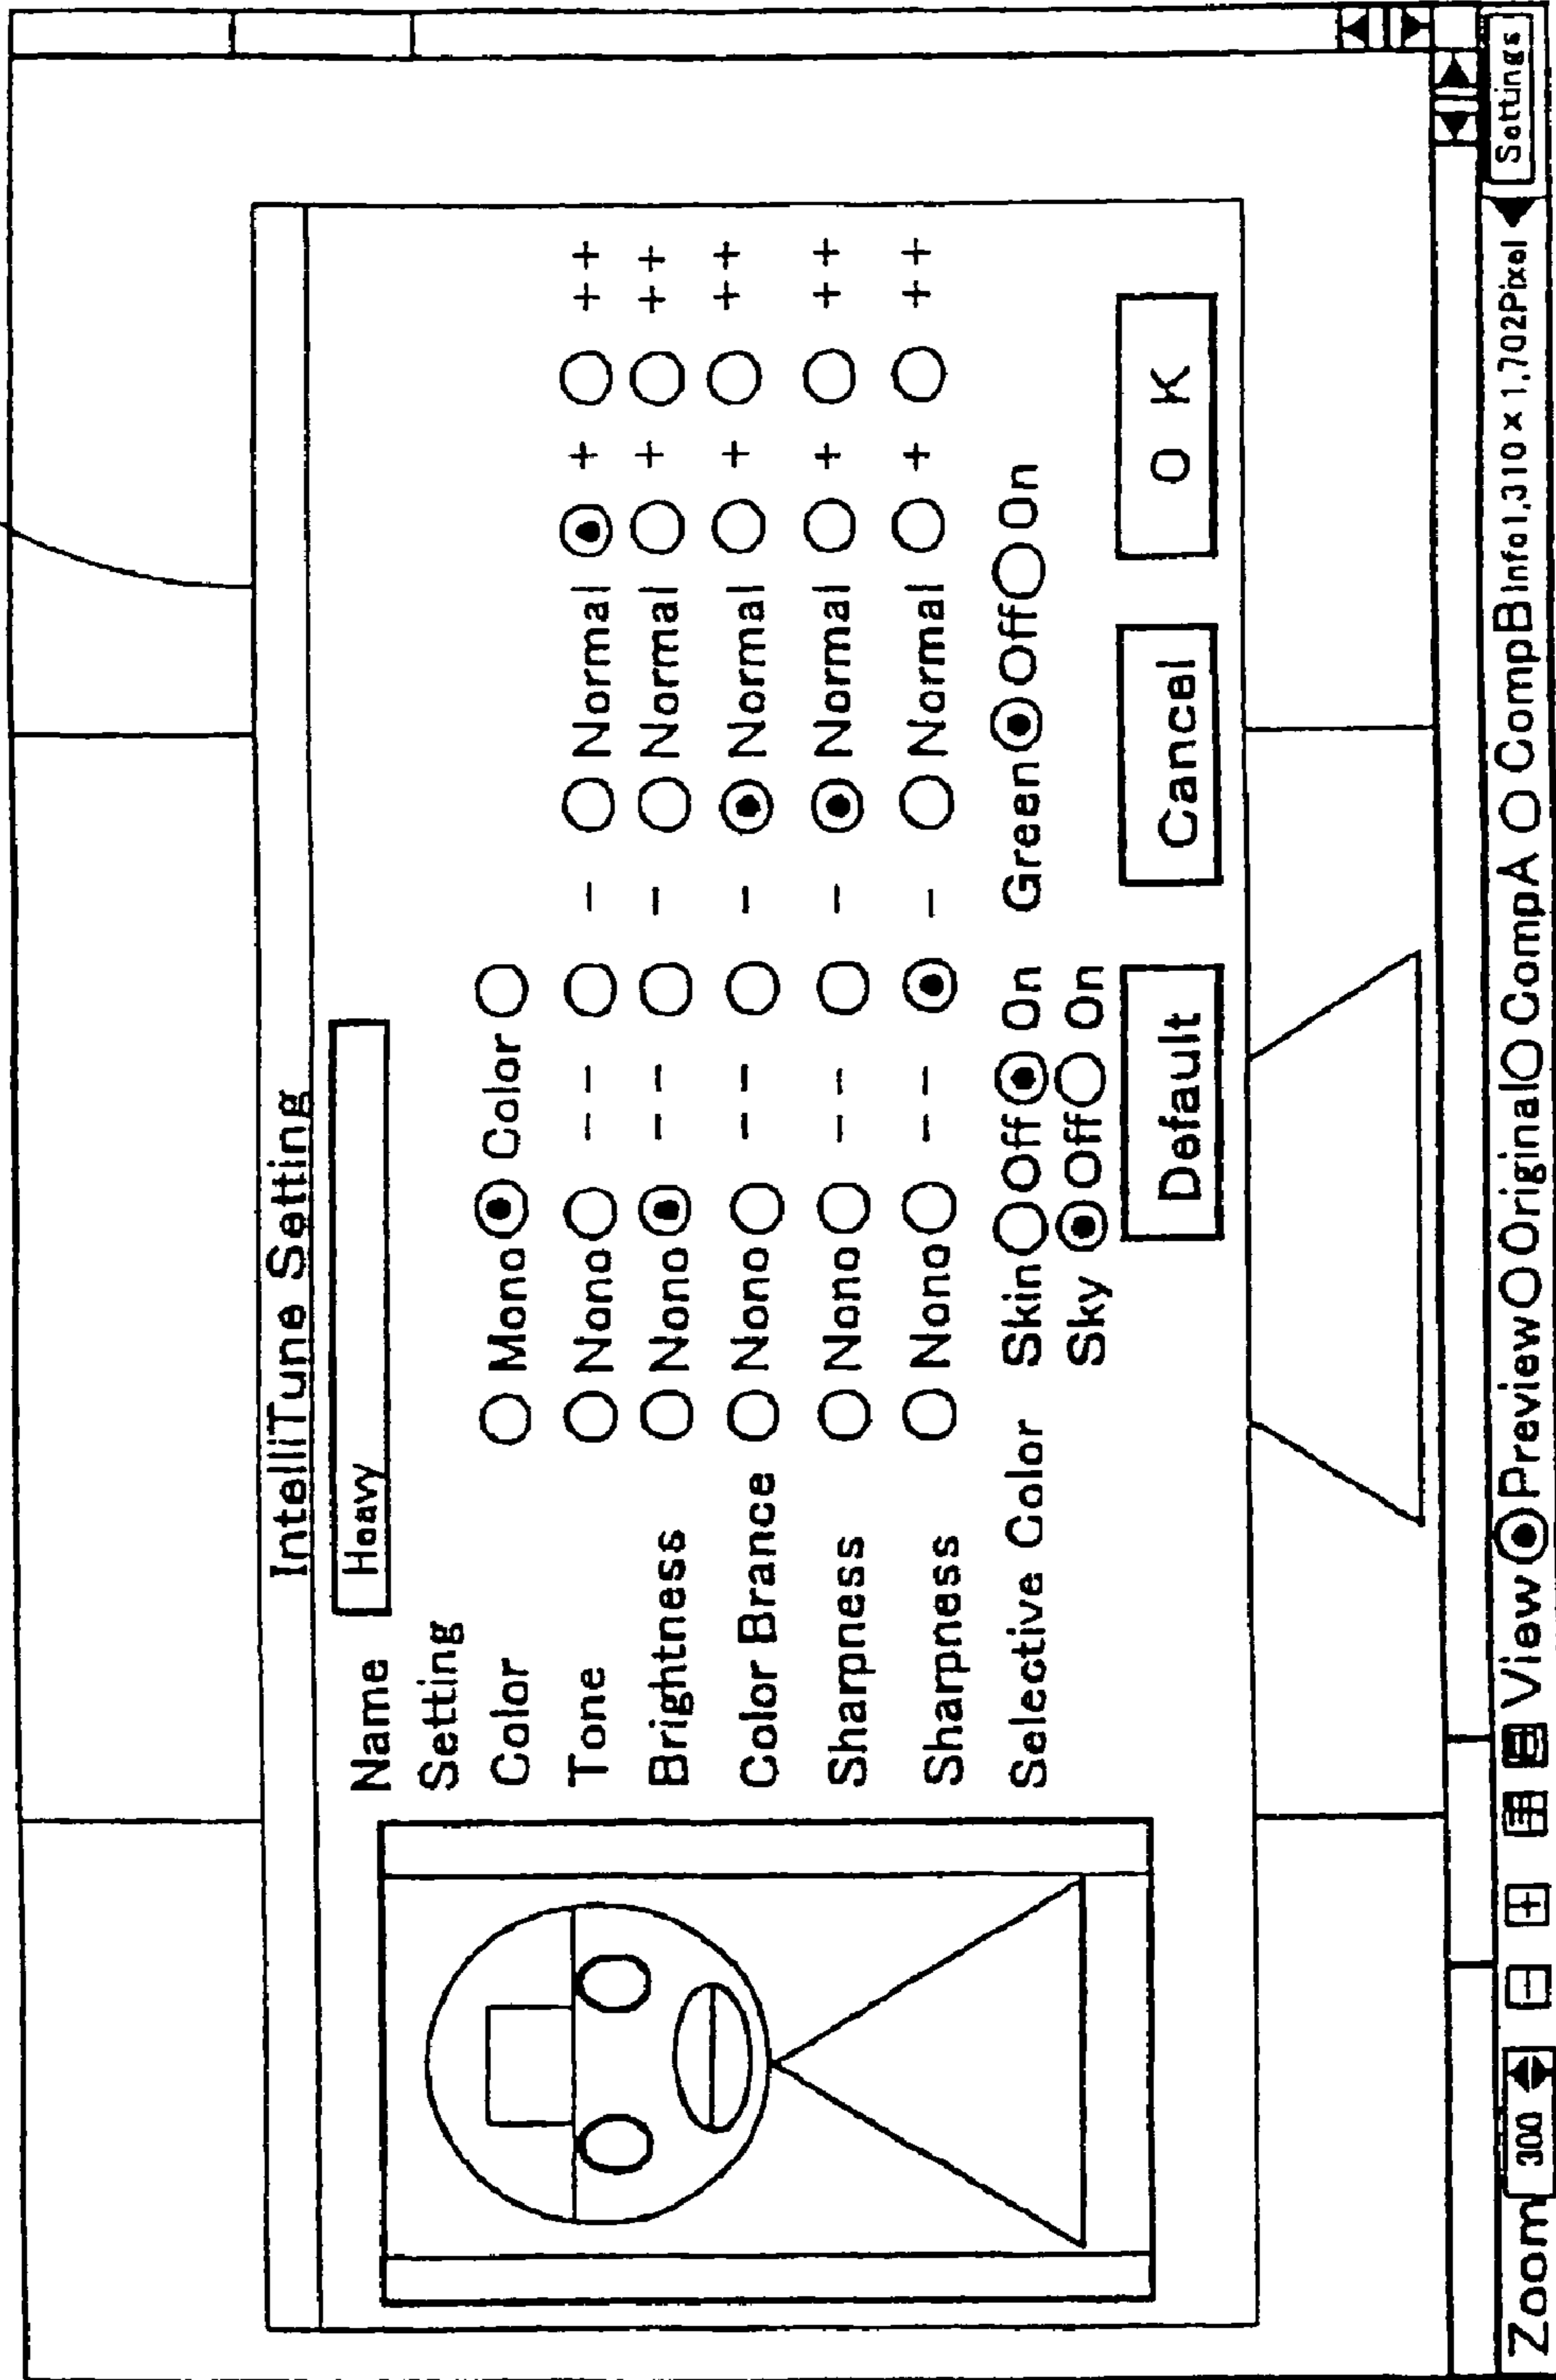 IntelliTune Setting
Name Heavy
Setting
Color ○ Mono ◉ Color ○
Tone ○ Nono ○ -- ○ - ○ Normal ◉ + ○ ++
Brightness ○ Nono ◉ -- ○ - ○ Normal ○ + ○ ++
Color Brance ○ Nono ○ -- ○ - ◉ Normal ○ + ○ ++
Sharpness ○ Nono ○ -- ○ - ◉ Normal ○ + ○ ++
Sharpness ○ Nono ○ -- ◉ - ○ Normal ○ + ○ ++
Selective Color Skin ○ Off ◉ On Green ◉ Off ○ On
Sky ◉ Off ○ On
Default Cancel O K
Zoom 300 - + View ◉ Preview ○ Original ○ CompA ○ CompB Info 1,310 × 1,702Pixel Settings